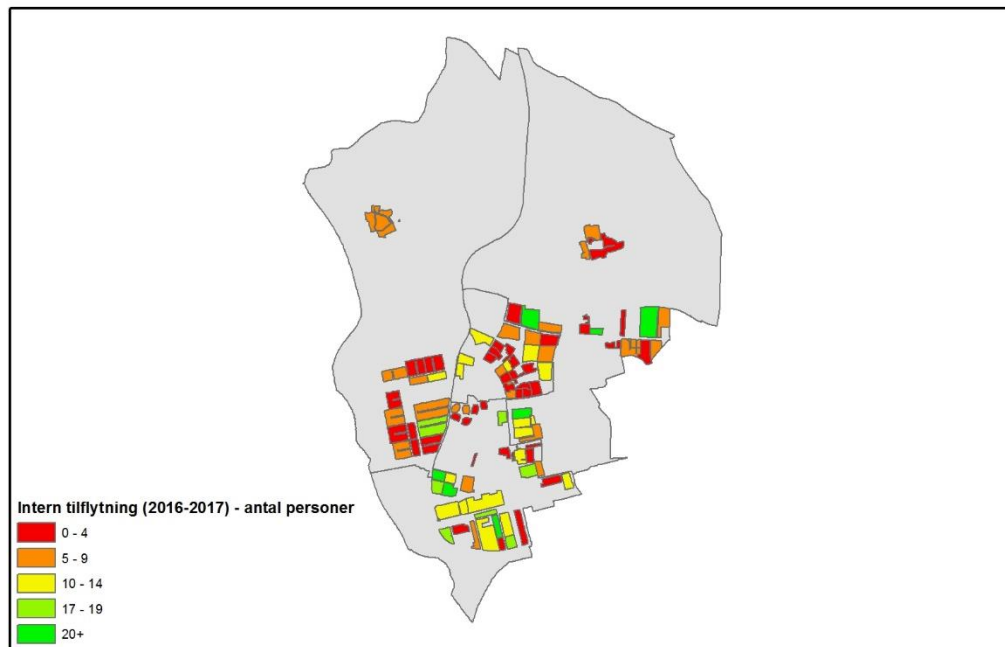 Intern tilflytning (2016-2017) - antal personer
0 - 4
5 - 9
10 - 14
17 - 19
20+